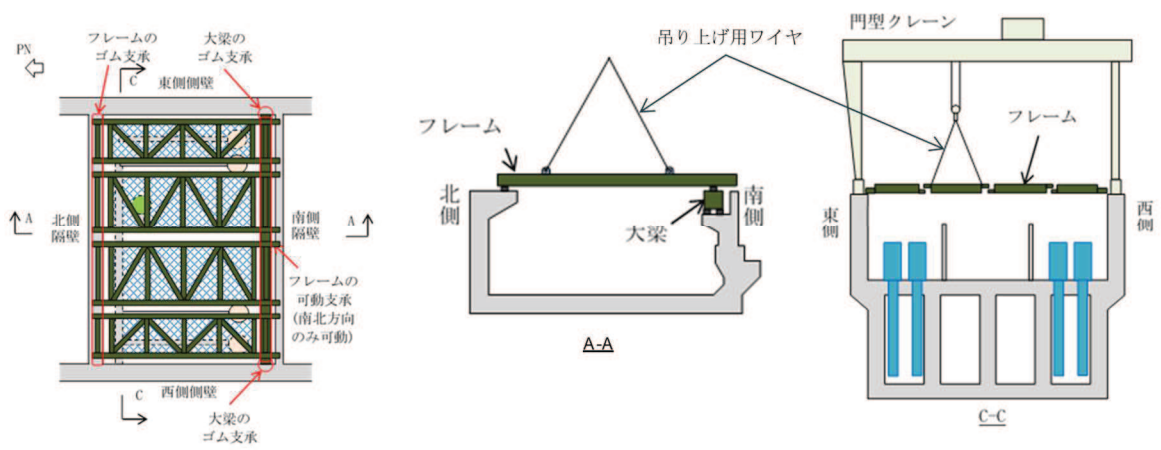 PN
フレームの
ゴム支承
大梁の
ゴム支承
C
東側側壁
A
北側
隔壁
南側
隔壁
A
フレームの
可動支承
(南北方向
のみ可動)
C
西側側壁
大梁の
ゴム支承
吊り上げ用ワイヤ
フレーム
北側
南側
大梁
A-A
門型クレーン
フレーム
東側
西側
C-C